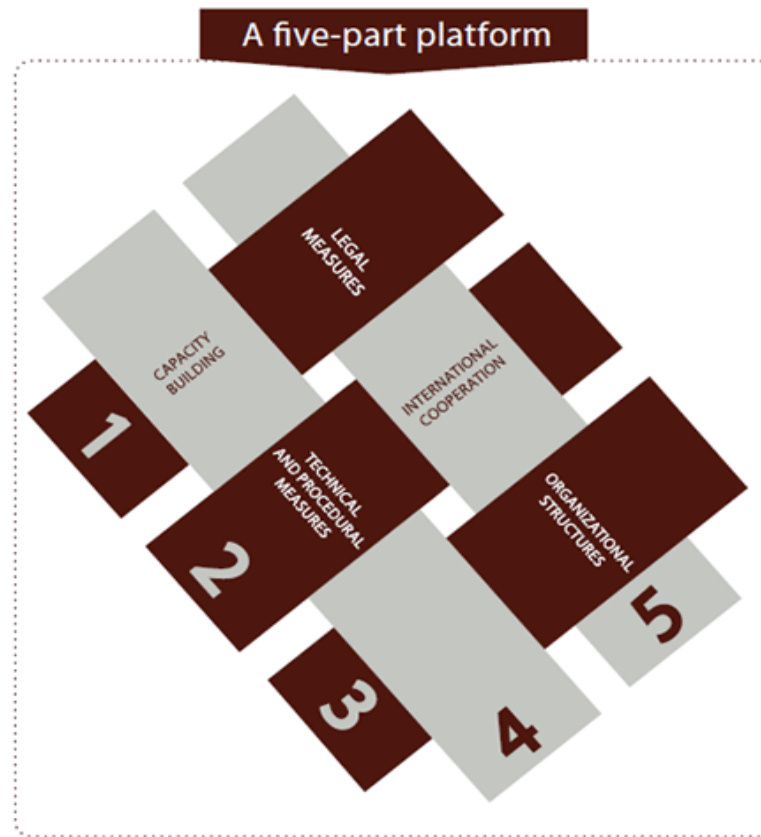 A five-part platform
LEGAL
MEASURES
CAPACITY
BUILDING
INTERNATIONAL
COOPERATION
1
TECHNICAL
AND PROCEDURAL
MEASURES
2
ORGANIZATIONAL
STRUCTURES
3
4
5